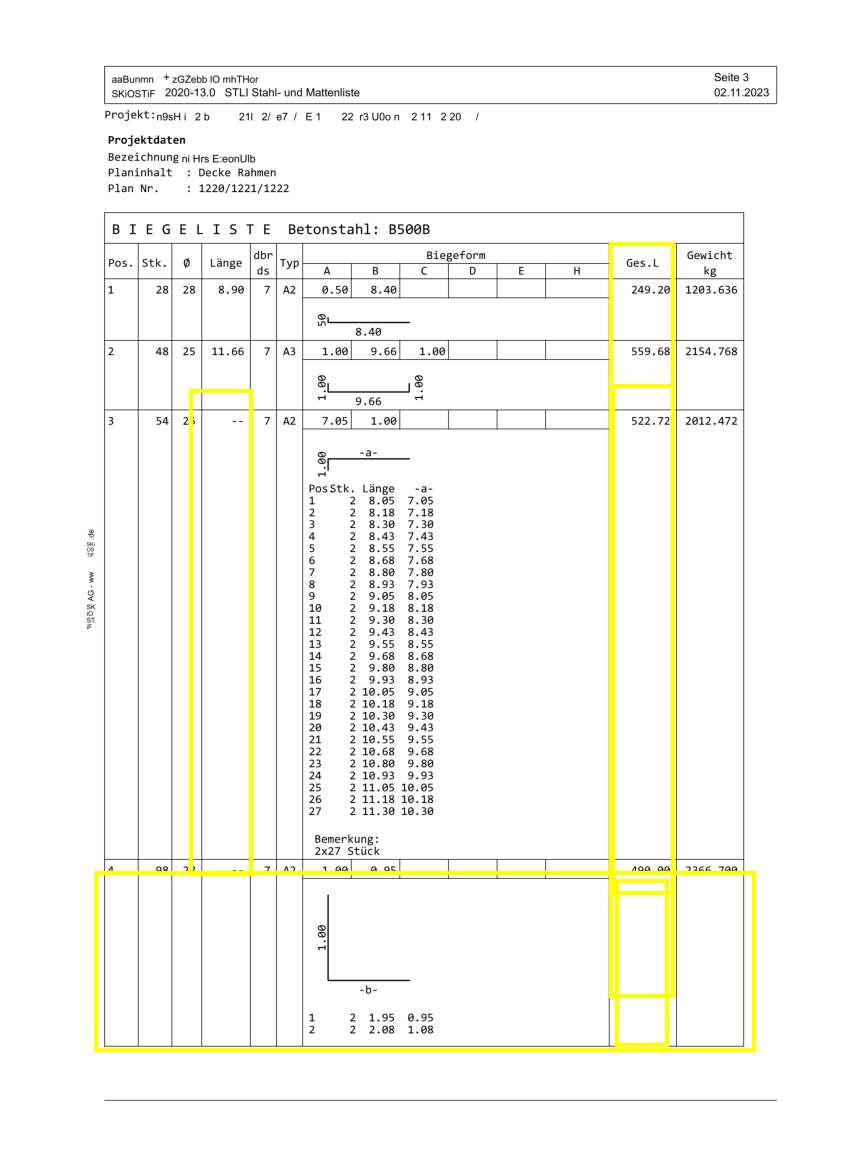 aaBunmn + zGZebb lO mhTHor Seite 3
SKiOSTiF 2020-13.0 STLI Stahl- und Mattenliste 02.11.2023
Projekt: n9sH i 2 b 21l 2/ e7 / E 1 22 r3 U0o n 2 11 2 20 /
Projektdaten
Bezeichnung ni Hrs E:eonUlb
Planinhalt : Decke Rahmen
Plan Nr. : 1220/1221/1222
B I E G E L I S T E Betonstahl: B500B
Pos. Stk. Ø Länge dbr ds Typ Biegeform Ges.L Gewicht kg
A B C D E H
1 28 28 8.90 7 A2 0.50 8.40 249.20 1203.636
50
8.40
2 48 25 11.66 7 A3 1.00 9.66 1.00 559.68 2154.768
1.00 1.00
9.66
3 54 25 -- 7 A2 7.05 1.00 522.72 2012.472
1.00 -a-
Pos Stk. Länge -a-
1 2 8.05 7.05
2 2 8.18 7.18
3 2 8.30 7.30
4 2 8.43 7.43
5 2 8.55 7.55
6 2 8.68 7.68
7 2 8.80 7.80
8 2 8.93 7.93
9 2 9.05 8.05
10 2 9.18 8.18
11 2 9.30 8.30
12 2 9.43 8.43
13 2 9.55 8.55
14 2 9.68 8.68
15 2 9.80 8.80
16 2 9.93 8.93
17 2 10.05 9.05
18 2 10.18 9.18
19 2 10.30 9.30
20 2 10.43 9.43
21 2 10.55 9.55
22 2 10.68 9.68
23 2 10.80 9.80
24 2 10.93 9.93
25 2 11.05 10.05
26 2 11.18 10.18
27 2 11.30 10.30
Bemerkung:
2x27 Stück
4 98 -- 7 A2 1.00 0.95 490.00 2366.700
1.00
-b-
1 2 1.95 0.95
2 2 2.08 1.08
AG - ww .de